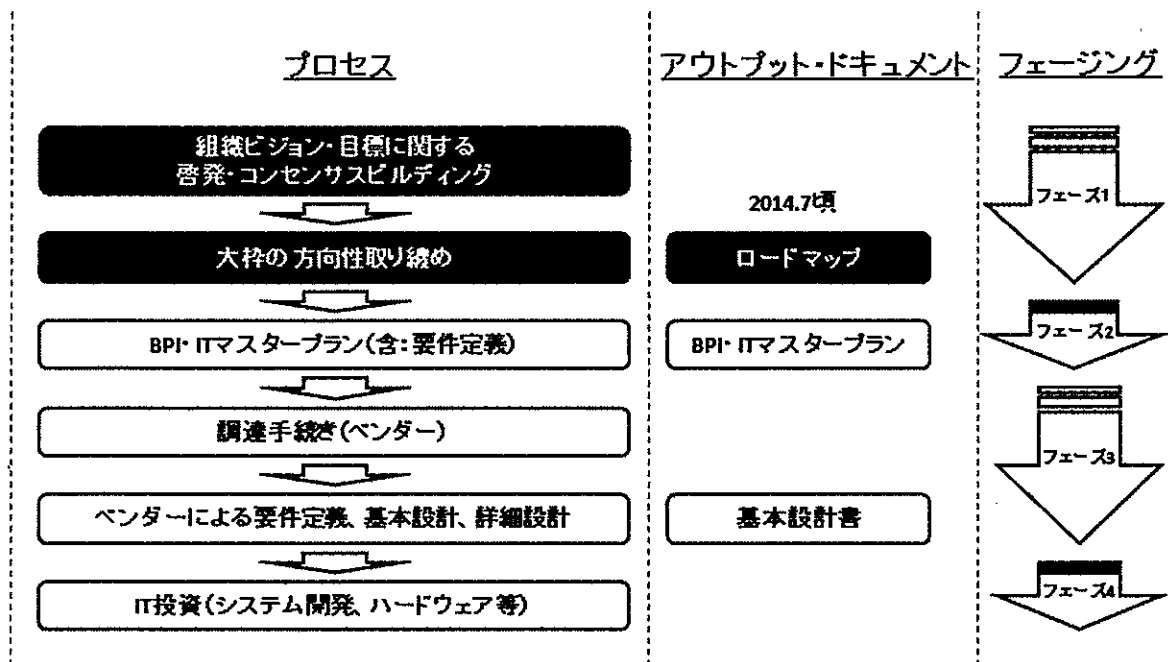 プロセス
組織ビジョン・目標に関する
啓発・コンセンサスビルディング
大枠の方向性取り纏め
BPI・ITマスタープラン（含：要件定義）
調達手続き（ベンダー）
ベンダーによる要件定義、基本設計、詳細設計
IT投資（システム開発、ハードウェア等）
アウトプット・ドキュメント
2014.7頃
ロードマップ
BPI・ITマスタープラン
基本設計書
フェージング
フェーズ1
フェーズ2
フェーズ3
フェーズ4